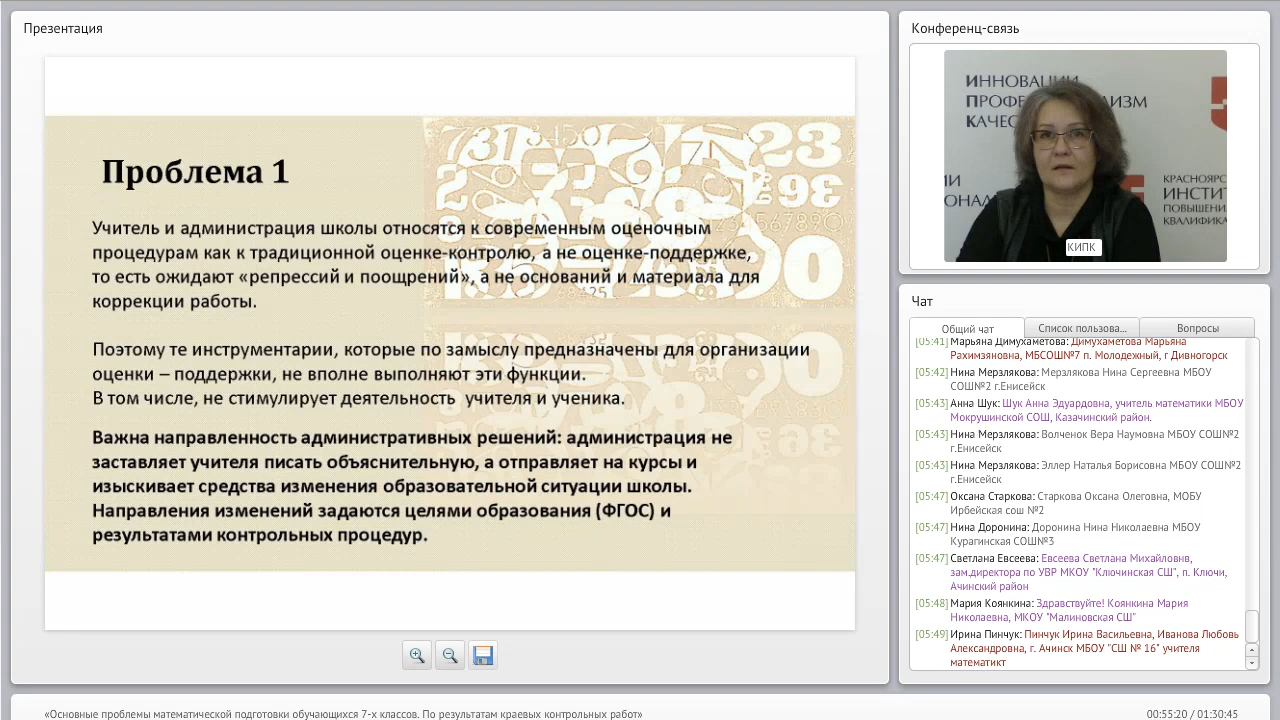 Презентация
Проблема 1
Учитель и администрация школы относятся к современным оценочным
процедурам как к традиционной оценке-контролю, а не оценке-поддержке,
то есть ожидают «репрессий и поощрений», а не оснований и материала для
коррекции работы.
Поэтому те инструментарии, которые по замыслу предназначены для организации
оценки – поддержки, не вполне выполняют эти функции.
В том числе, не стимулирует деятельность учителя и ученика.
Важна направленность административных решений: администрация не
заставляет учителя писать объяснительную, а отправляет на курсы и
изыскивает средства изменения образовательной ситуации школы.
Направления изменений задаются целями образования (ФГОС) и
результатами контрольных процедур.
Конференц-связь
ИННОВАЦИИ
КРАСНОЯРС
ИНСТИТ
ПОВЫШЕНИ
КВАЛИФИКА
КИПК
Чат
Общий чат
Список пользова...
Вопросы
[05:41] Марьяна Димухаметова: Димухаметова Марьяна
Рахимзяновна, МБСОШ№7 п. Молодежный, г Дивногорск
[05:42] Нина Мерзлякова: Мерзлякова Нина Сергеевна МБОУ
СОШ№2 г.Енисейск
[05:43] Анна Шук: Шук Анна Эдуардовна, учитель математики МБОУ
Мокрушинской СОШ, Казачинский район.
[05:43] Нина Мерзлякова: Волченок Вера Наумовна МБОУ СОШ№2
г.Енисейск
[05:43] Нина Мерзлякова: Эллер Наталья Борисовна МБОУ СОШ№2
г.Енисейск
[05:47] Оксана Старкова: Старкова Оксана Олеговна, МОБУ
Ирбейская сош №2
[05:47] Нина Доронина: Доронина Нина Николаевна МБОУ
Курагинская СОШ№3
[05:47] Светлана Евсеева: Евсеева Светлана Михайловнв,
зам.директора по УВР МКОУ "Ключинская СШ", п. Ключи,
Ачинский район
[05:48] Мария Коянкина: Здравствуйте! Коянкина Мария
Николаевна, МКОУ "Малиновская СШ"
[05:49] Ирина Пинчук: Пинчук Ирина Васильевна, Иванова Любовь
Александровна, г. Ачинсх МБОУ "СШ № 16" учителя
математикт
«Основные проблемы математической подготовки обучающихся 7-х классов. По результатам краевых контрольных работ»
00:55:20 / 01:30:45